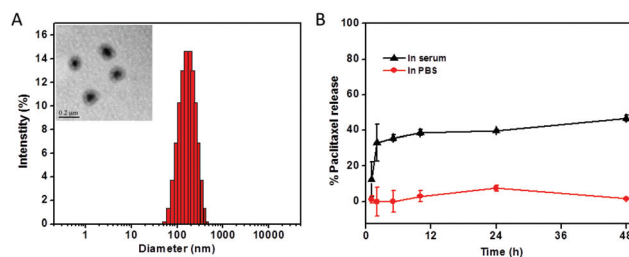 A
16
14
12
10
8
6
4
2
0
Intenstity (%)
0.2 µm
1
10
100
1000
10000
Diameter (nm)
B
100
80
60
40
20
0
% Paclitaxel release
In serum
In PBS
0
12
24
36
48
Time (h)